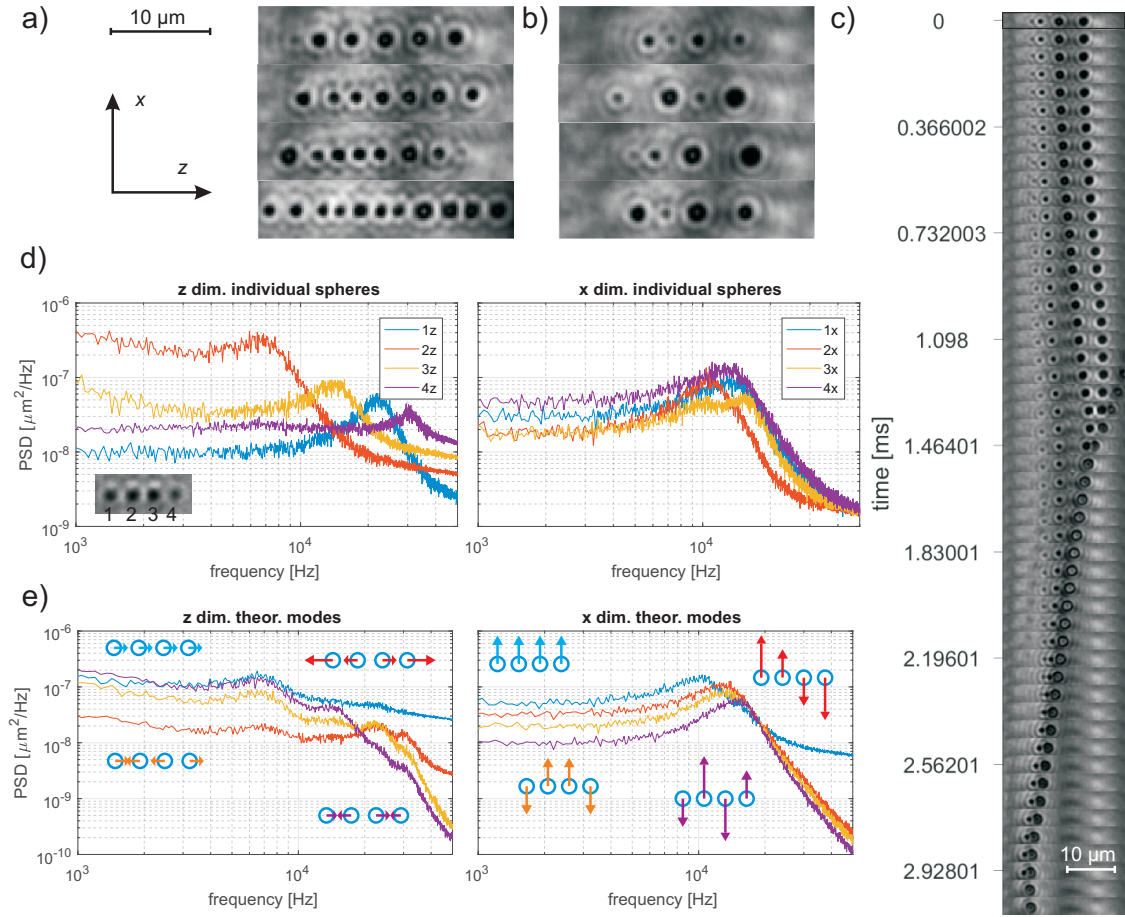 a)
10 μm
x
z
b)
c)
0
0.366002
0.732003
1.098
1.46401
1.83001
2.19601
2.56201
2.92801
time [ms]
10 μm
d)
z dim. individual spheres
PSD [μm²/Hz]
10⁻⁶
10⁻⁷
10⁻⁸
10⁻⁹
1z
2z
3z
4z
1 2 3 4
10³ 10⁴
frequency [Hz]
x dim. individual spheres
1x
2x
3x
4x
10³ 10⁴
frequency [Hz]
e)
z dim. theor. modes
PSD [μm²/Hz]
10⁻⁶
10⁻⁷
10⁻⁸
10⁻⁹
10⁻¹⁰
10³ 10⁴
frequency [Hz]
x dim. theor. modes
10³ 10⁴
frequency [Hz]